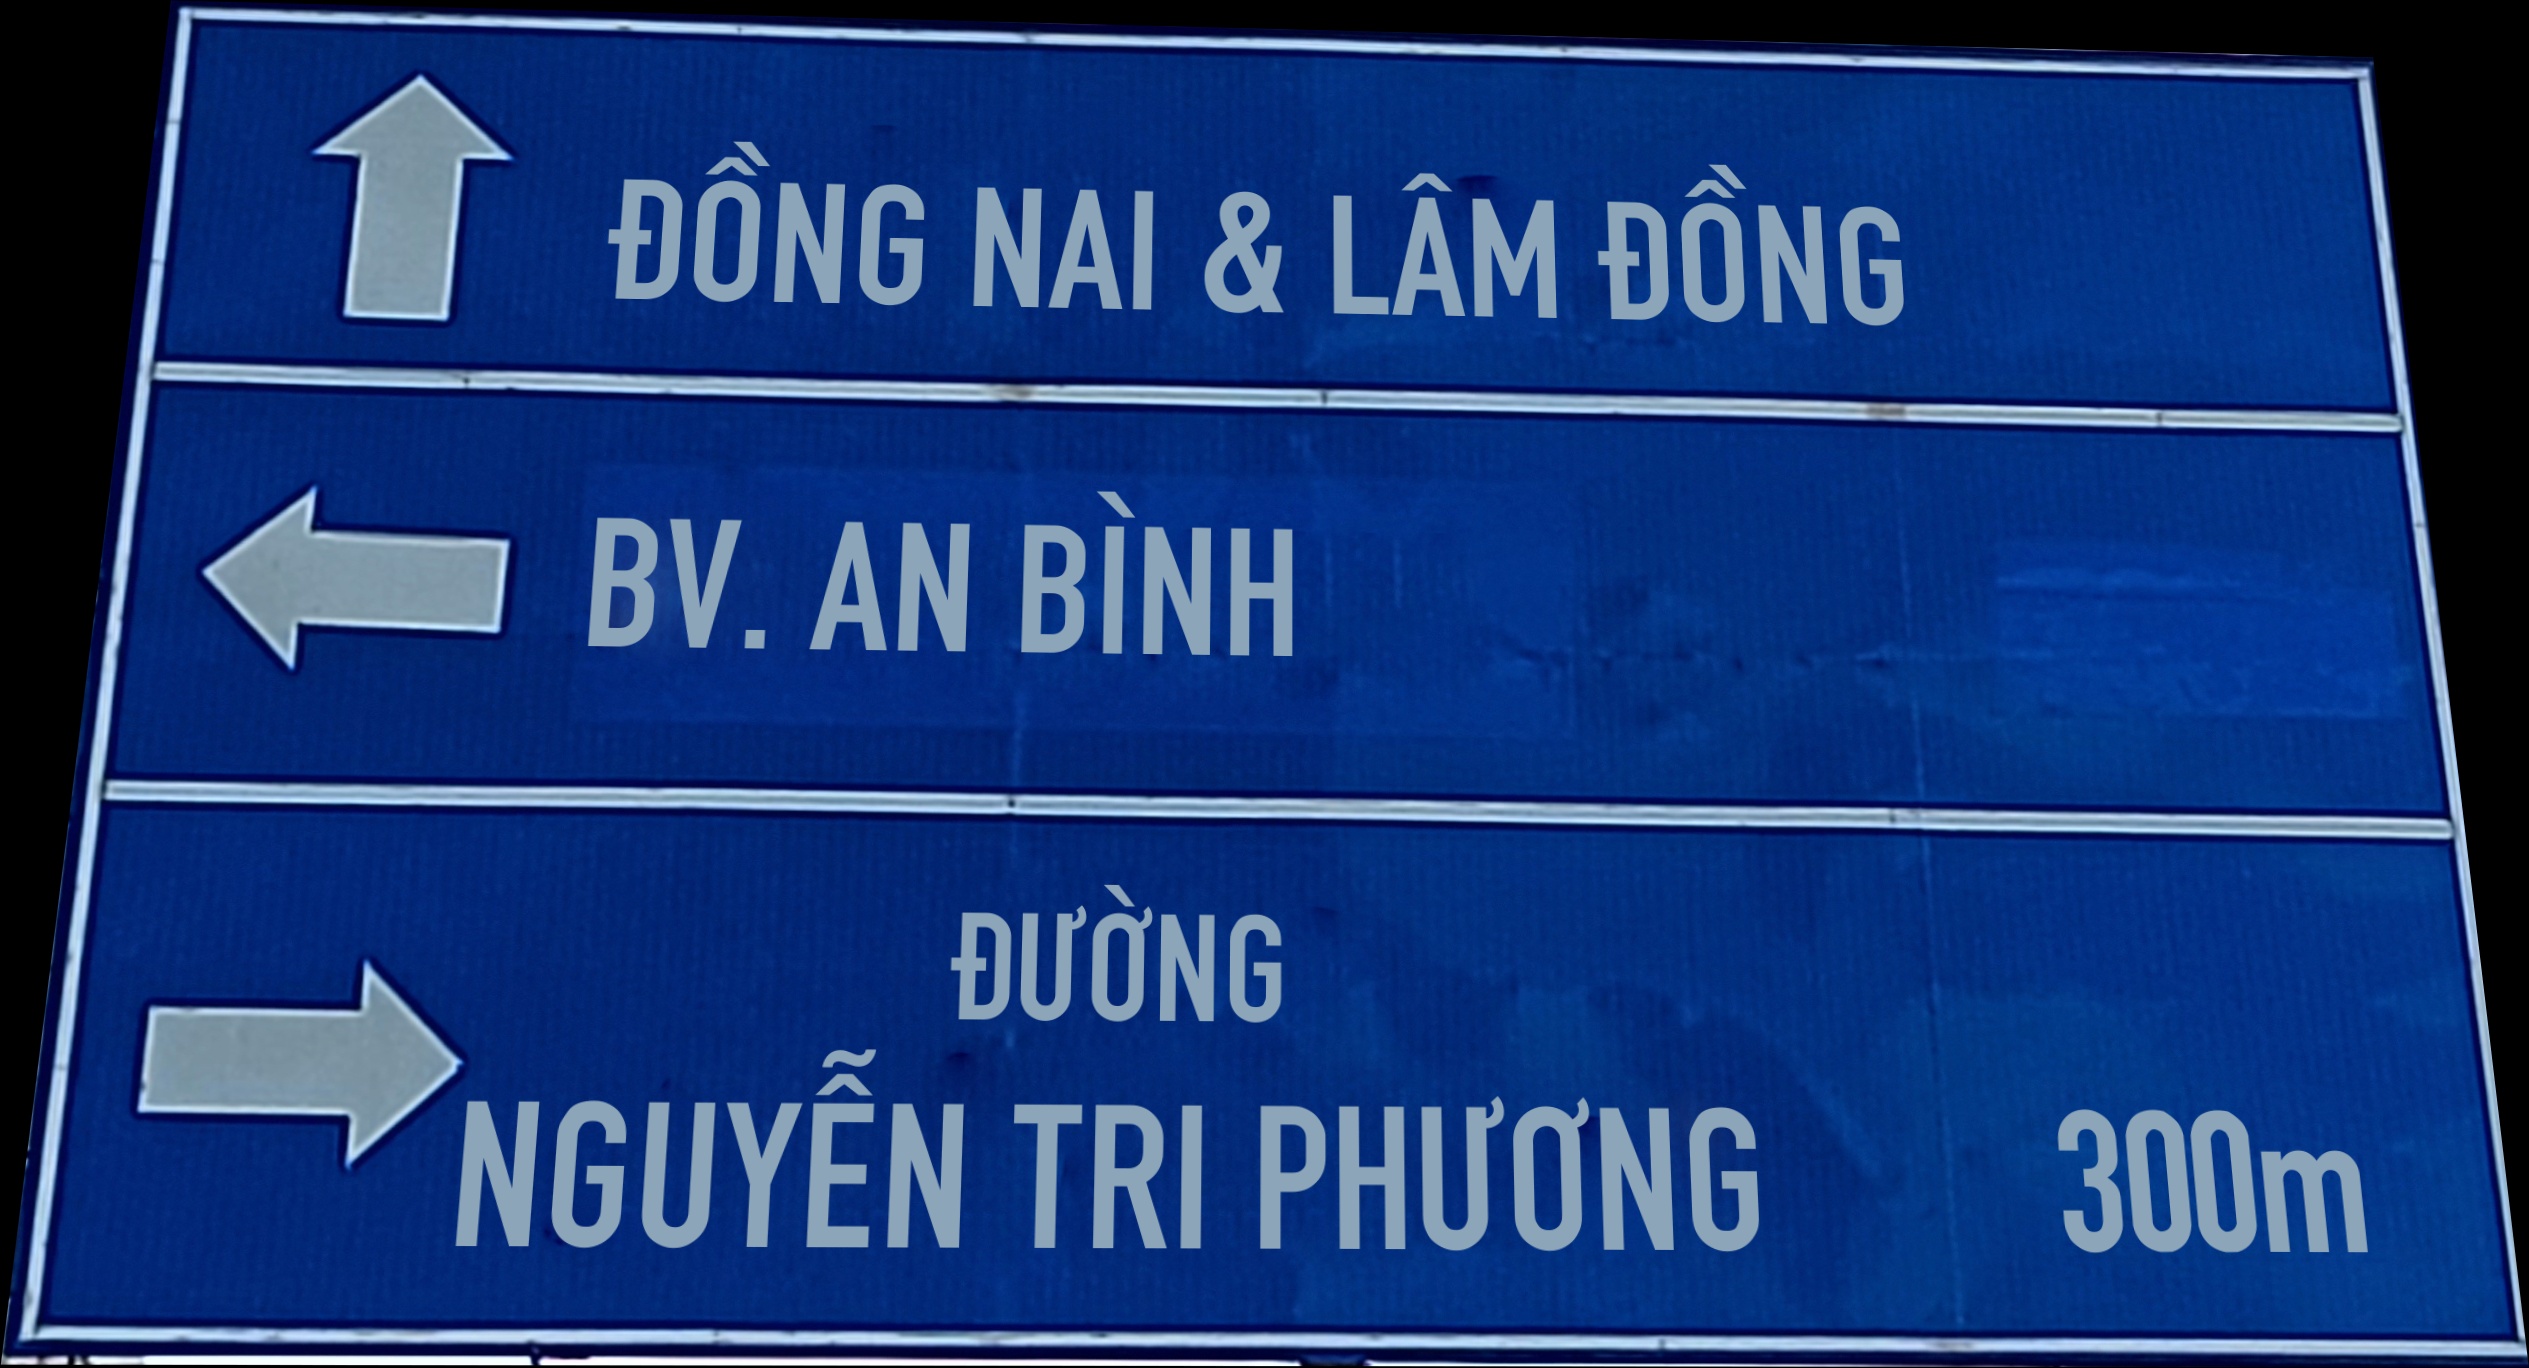 ĐỒNG NAI & LÂM ĐỒNG
BV. AN BÌNH
ĐƯỜNG
NGUYỄN TRI PHƯƠNG 300m